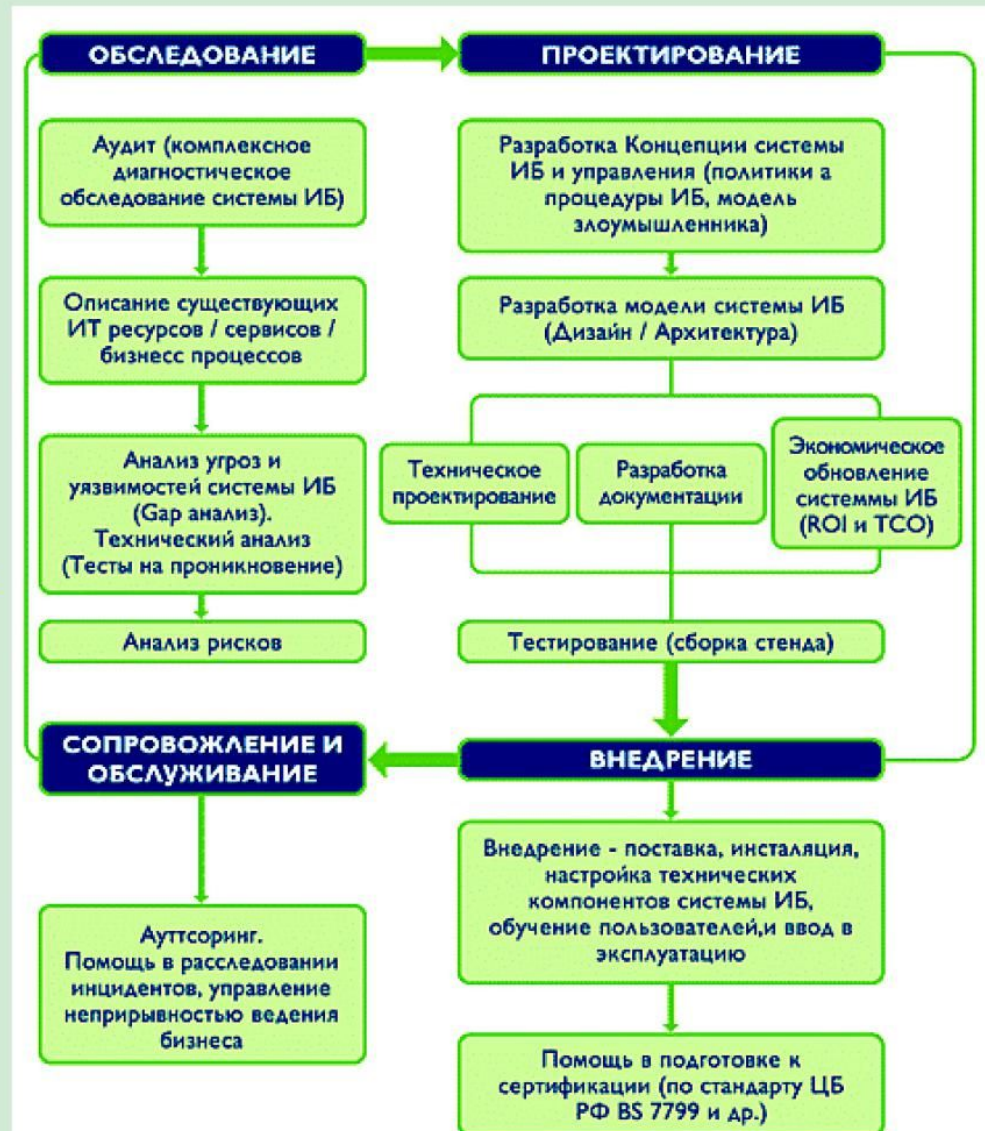 ОБСЛЕДОВАНИЕ
Аудит (комплексное
диагностическое
обследование системы ИБ)
Описание существующих
ИТ ресурсов / сервисов /
бизнесс процессов
Анализ угроз и
уязвимостей системы ИБ
(Gap анализ).
Технический анализ
(Тесты на проникновение)
Анализ рисков
ПРОЕКТИРОВАНИЕ
Разработка Концепции системы
ИБ и управления (политики а
процедуры ИБ, модель
злоумышленника)
Разработка модели системы ИБ
(Дизайн / Архитектура)
Техническое
проектирование
Разработка
документации
Экономическое
обновление
системмы ИБ
(ROI и TCO)
Тестирование (сборка стенда)
ВНЕДРЕНИЕ
Внедрение - поставка, инсталяция,
настройка технических
компонентов системы ИБ,
обучение пользователей,и ввод в
эксплуатацию
Помощь в подготовке к
сертификации (по стандарту ЦБ
РФ BS 7799 и др.)
СОПРОВОЖЛЕНИЕ И
ОБСЛУЖИВАНИЕ
Ауттсоринг.
Помощь в расследовании
инцидентов, управление
неприрывностью ведения
бизнеса